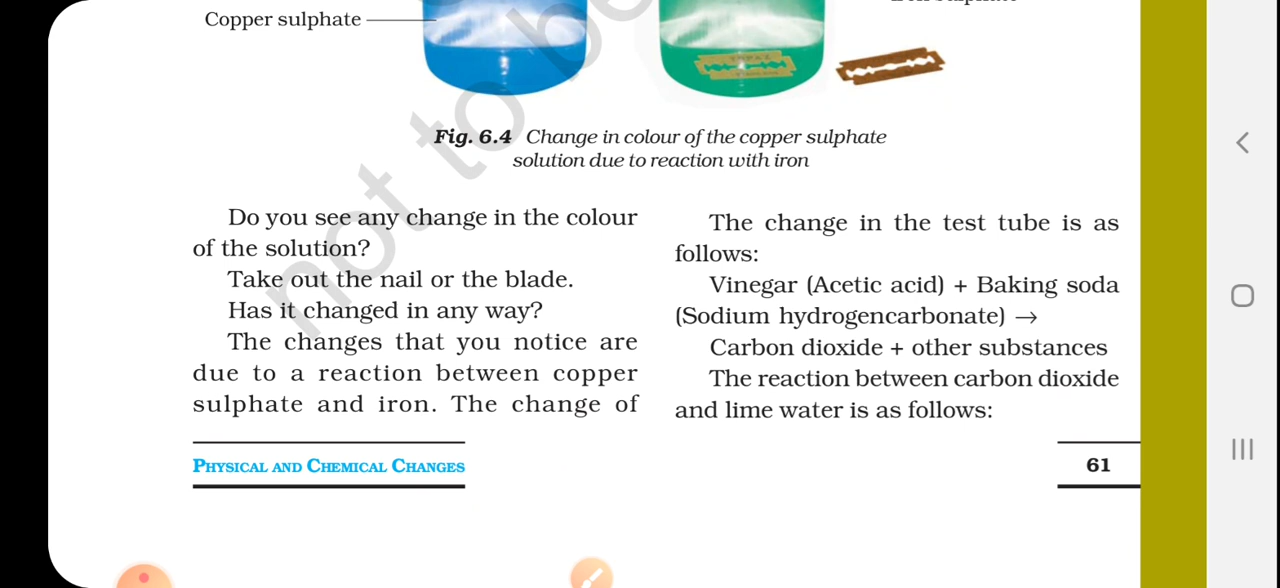 Copper sulphate
Fig. 6.4 Change in colour of the copper sulphate
solution due to reaction with iron
Do you see any change in the colour
of the solution?
Take out the nail or the blade.
Has it changed in any way?
The changes that you notice are
due to a reaction between copper
sulphate and iron. The change of
The change in the test tube is as
follows:
Vinegar (Acetic acid) + Baking soda
(Sodium hydrogencarbonate) →
Carbon dioxide + other substances
The reaction between carbon dioxide
and lime water is as follows:
PHYSICAL AND CHEMICAL CHANGES
61
not to be